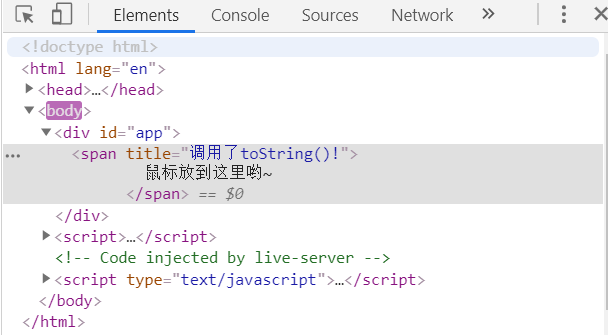 Elements Console Sources Network »
<!doctype html>
<html lang="en">
<head>…</head>
<body>
<div id="app">
<span title="调用了toString()!">
鼠标放到这里哟~
</span> == $0
</div>
<script>…</script>
<!-- Code injected by live-server -->
<script type="text/javascript">…</script>
</body>
</html>